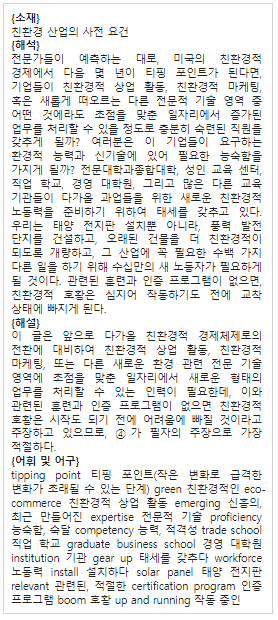 {소재}
친환경 산업의 사전 요건
{해석}
전문가들이 예측하는 대로, 미국의 친환경적
경제에서 다음 몇 년이 티핑 포인트가 된다면,
기업들이 친환경적 상업 활동, 친환경적 마케팅,
혹은 새롭게 떠오르는 다른 전문적 기술 영역 중
어떤 것에라도 초점을 맞춘 일자리에서 증가된
업무를 처리할 수 있을 정도로 충분히 숙련된 직원을
갖추게 될까? 여러분은 이 기업들이 요구하는
환경적 능력과 신기술에 있어 필요한 능숙함을
가지게 될까? 전문대학과종합대학, 성인 교육 센터,
직업 학교, 경영 대학원, 그리고 많은 다른 교육
기관들이 다가올 과업들을 위한 새로운 친환경적
노동력을 준비하기 위하여 태세를 갖추고 있다.
우리는 태양 전지판 설치뿐 아니라, 풍력 발전
단지를 건설하고, 오래된 건물을 더 친환경적이
되도록 개량하고, 그 산업에 꼭 필요한 수백 가지
다른 일을 하기 위해 수십만의 새 노동자가 필요하게
될 것이다. 관련된 훈련과 인증 프로그램이 없으면,
친환경적 호황은 심지어 작동하기도 전에 교착
상태에 빠지게 된다.
{해설}
이 글은 앞으로 다가올 친환경적 경제체제로의
전환에 대비하여 친환경적 상업 활동, 친환경적
마케팅, 또는 다른 새로운 환경 관련 전문 기술
영역에 초점을 맞춘 일자리에서 새로운 형태의
업무를 처리할 수 있는 인력이 필요한데, 이와
관련된 훈련과 인증 프로그램이 없으면 친환경적
호황은 시작도 되기 전에 어려움에 빠질 것이라고
주장하고 있으므로, ④가 필자의 주장으로 가장
적절하다.
{어휘 및 어구}
tipping point 티핑 포인트(작은 변화로 급격한
변화가 초래될 수 있는 단계) green 친환경적인 eco-
commerce 친환경적 상업 활동 emerging 신흥의,
최근 만들어진 expertise 전문적 기술 proficiency
능숙함, 숙달 competency 능력, 적격성 trade school
직업 학교 graduate business school 경영 대학원
institution 기관 gear up 태세를 갖추다 workforce
노동력 install 설치하다 solar panel 태양 전지판
relevant 관련된, 적절한 certification program 인증
프로그램 boom 호황 up and running 작동 중인